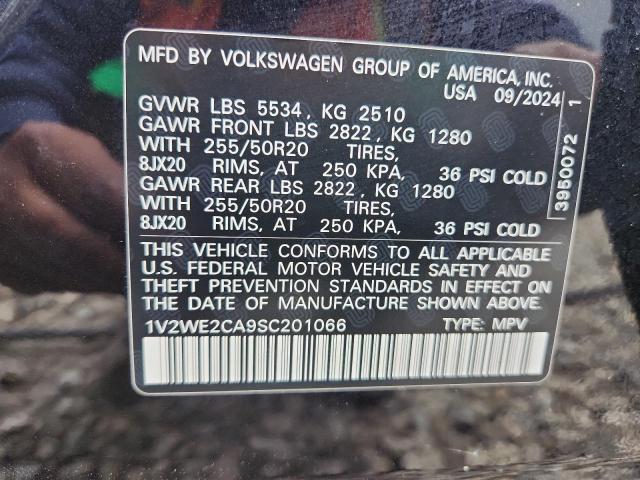 MFD BY VOLKSWAGEN GROUP OF AMERICA, INC.
USA 09/2024
GVWR LBS 5534, KG 2510
GAWR FRONT LBS 2822, KG 1280
WITH 255/50R20 TIRES,
8JX20 RIMS, AT 250 KPA, 36 PSI COLD
GAWR REAR LBS 2822, KG 1280
WITH 255/50R20 TIRES,
8JX20 RIMS, AT 250 KPA, 36 PSI COLD
THIS VEHICLE CONFORMS TO ALL APPLICABLE
U.S. FEDERAL MOTOR VEHICLE SAFETY AND
THEFT PREVENTION STANDARDS IN EFFECT ON
THE DATE OF MANUFACTURE SHOWN ABOVE.
1V2WE2CA9SC201066 TYPE: MPV
3950072 1